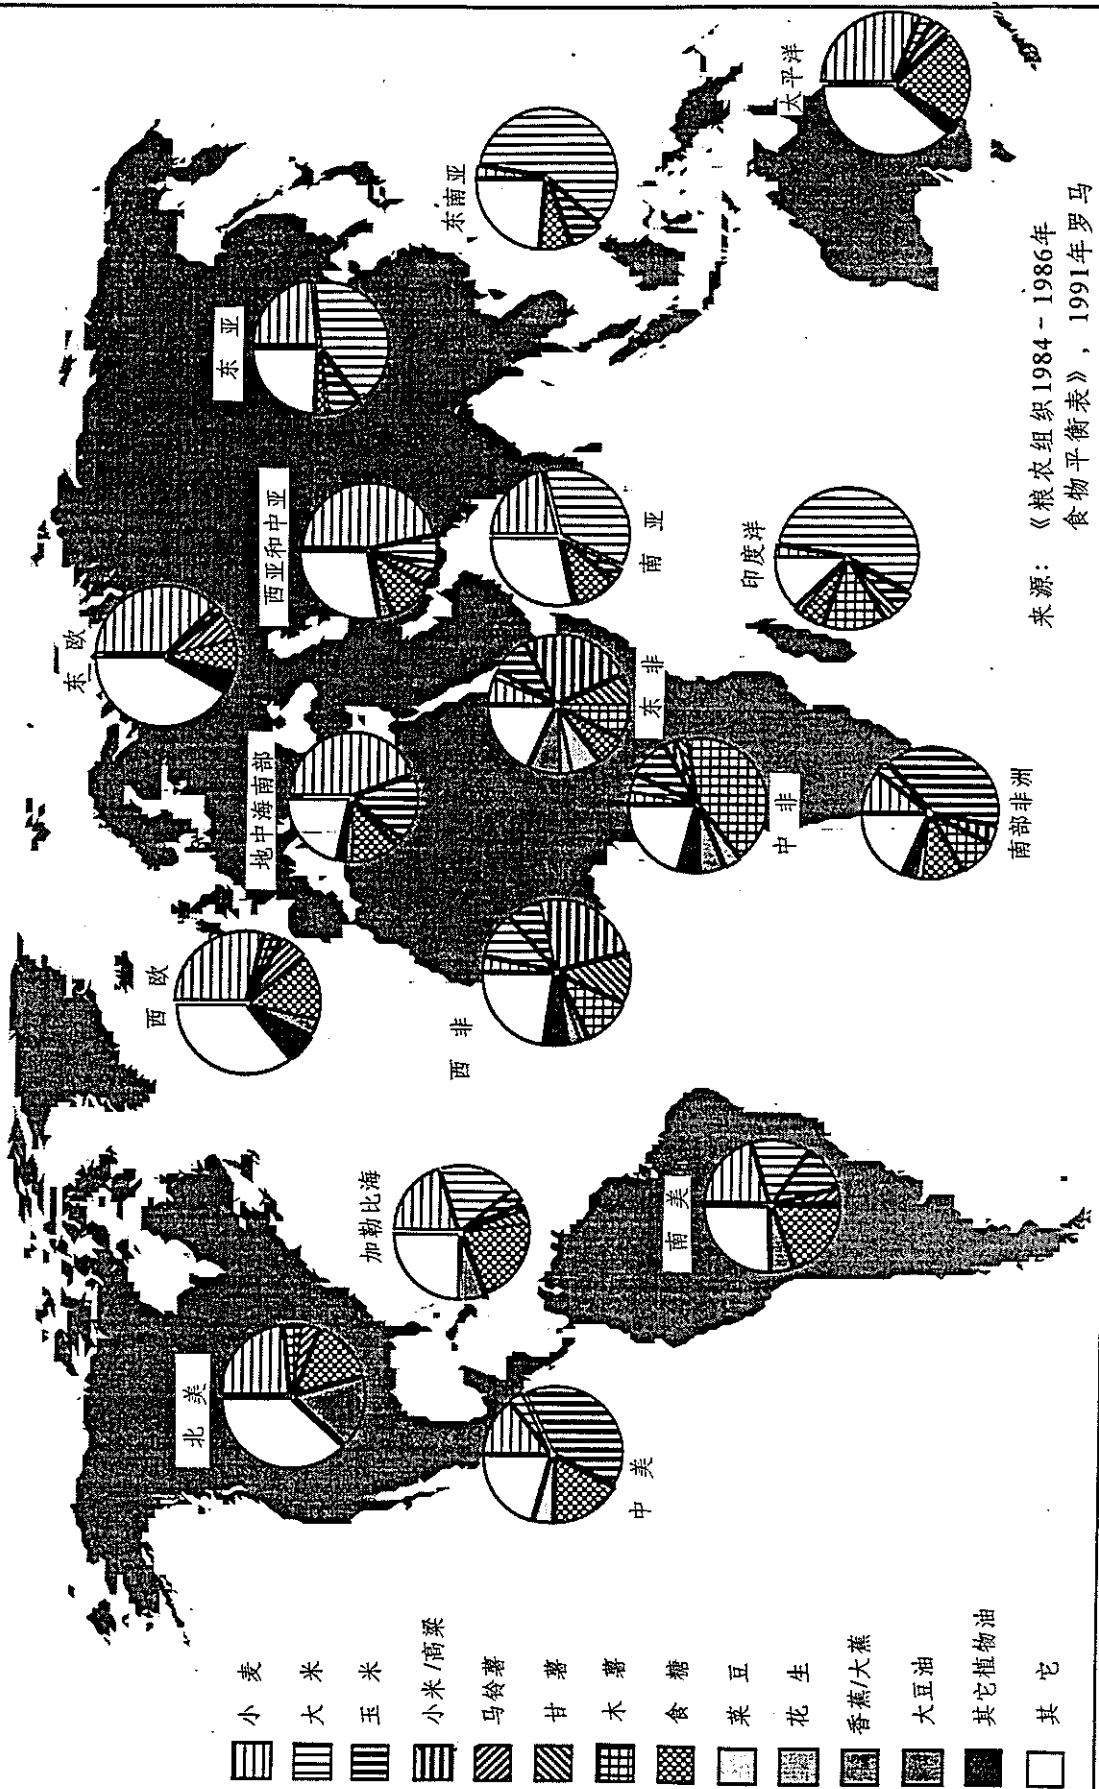 北 美
中 美
加勒比海
南 美
西 欧
西 非
地中海南部
东 欧
中 非
南部非洲
东 非
西亚和中亚
南 亚
印度洋
东 亚
东南亚
太平洋
小 麦
大 米
玉 米
小米/高粱
马铃薯
甘 薯
木 薯
食 糖
菜 豆
花 生
香蕉/大蕉
大豆油
其它植物油
其 它
来源：《粮农组织1984-1986年
食物平衡表》，1991年罗马